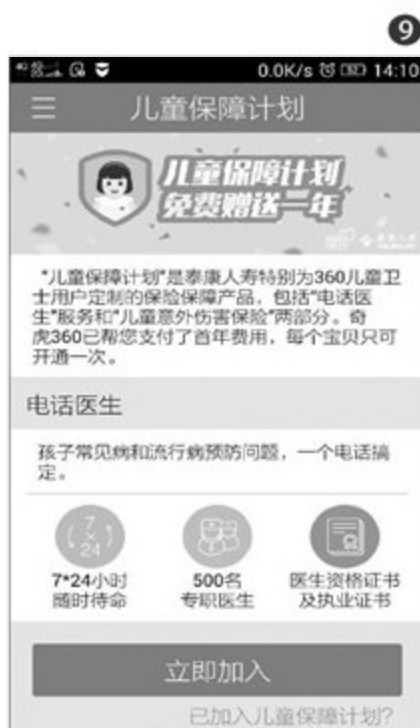 9
0.0K/s 14:10
儿童保障计划
儿童保障计划
免费赠送一年
"儿童保障计划"是泰康人寿特别为360儿童卫
士用户定制的保险保障产品，包括"电话医
生"服务和"儿童意外伤害保险"两部分。奇
虎360已帮您支付了首年费用，每个宝贝只可
开通一次。
电话医生
孩子常见病和流行病预防问题，一个电话搞
定。
7×24
7*24小时
随时待命
500名
专职医生
医生资格证书
及执业证书
立即加入
已加入儿童保障计划?